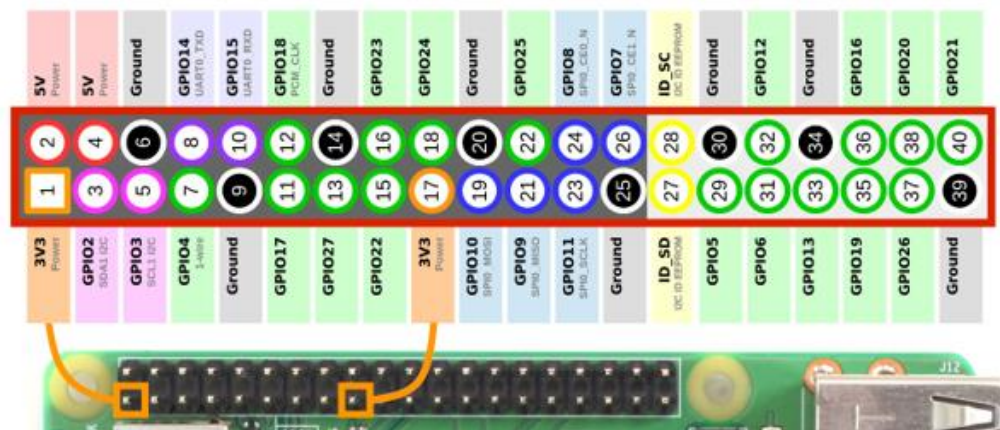 5V
Power
5V
Power
Ground
GPIO14
UART0_TXD
GPIO15
UART0_RXD
GPIO18
PCM_CLK
Ground
GPIO23
GPIO24
Ground
GPIO25
GPIO8
SPI0_CE0_N
GPIO7
SPI0_CE1_N
ID_SC
I2C ID EEPROM
Ground
GPIO12
Ground
GPIO16
GPIO20
GPIO21
2 4 6 8 10 12 14 16 18 20 22 24 26 28 30 32 34 36 38 40
1 3 5 7 9 11 13 15 17 19 21 23 25 27 29 31 33 35 37 39
3V3
Power
GPIO2
SDA1 I2C
GPIO3
SCL1 I2C
GPIO4
1-wire
Ground
GPIO17
GPIO27
GPIO22
3V3
Power
GPIO10
SPI0_MOSI
GPIO9
SPI0_MISO
GPIO11
SPI0_SCLK
Ground
ID_SD
I2C ID EEPROM
GPIO5
GPIO6
GPIO13
GPIO19
GPIO26
Ground
J12